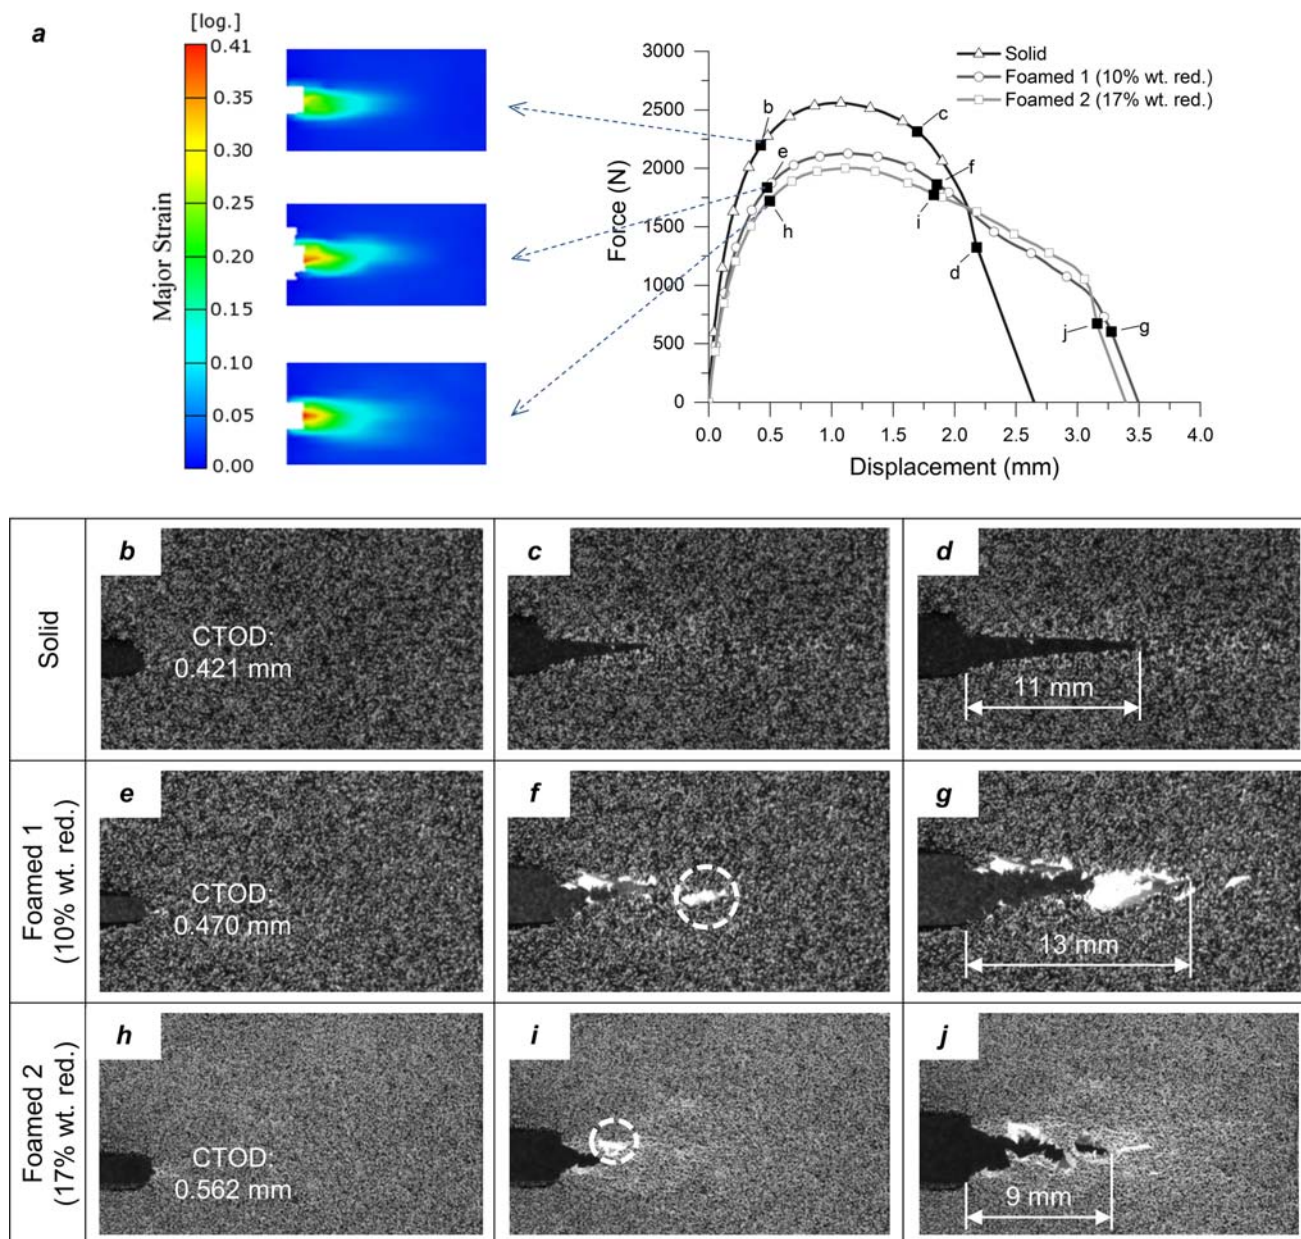 a
[log.]
0.41
0.35
0.30
0.25
0.20
0.15
0.10
0.05
0.00
Major Strain
3000
2500
2000
1500
1000
500
0
Force (N)
0.0 0.5 1.0 1.5 2.0 2.5 3.0 3.5 4.0
Displacement (mm)
Solid
Foamed 1 (10% wt. red.)
Foamed 2 (17% wt. red.)
b
c
e
f
h
i
d
j
g
Solid
b
CTOD:
0.421 mm
c
d
11 mm
Foamed 1
(10% wt. red.)
e
CTOD:
0.470 mm
f
g
13 mm
Foamed 2
(17% wt. red.)
h
CTOD:
0.562 mm
i
j
9 mm